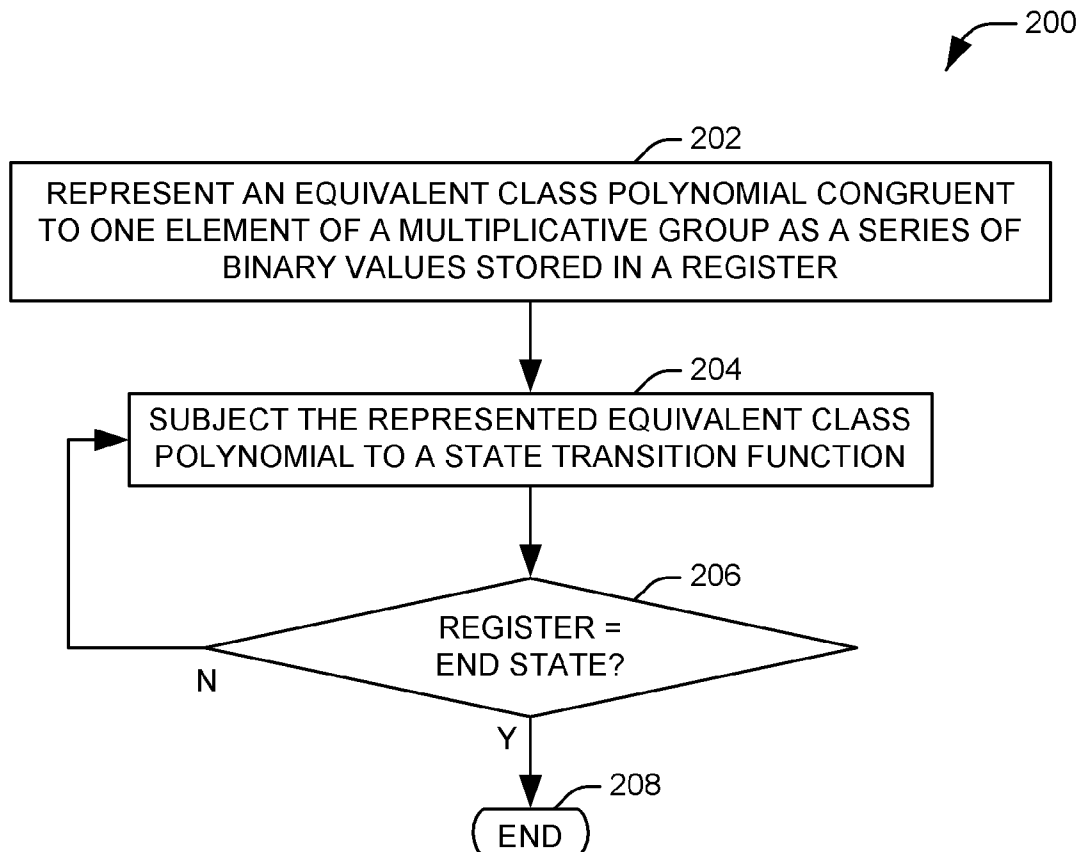 200
202
REPRESENT AN EQUIVALENT CLASS POLYNOMIAL CONGRUENT
TO ONE ELEMENT OF A MULTIPLICATIVE GROUP AS A SERIES OF
BINARY VALUES STORED IN A REGISTER
204
SUBJECT THE REPRESENTED EQUIVALENT CLASS
POLYNOMIAL TO A STATE TRANSITION FUNCTION
206
REGISTER =
END STATE?
N
Y
208
END